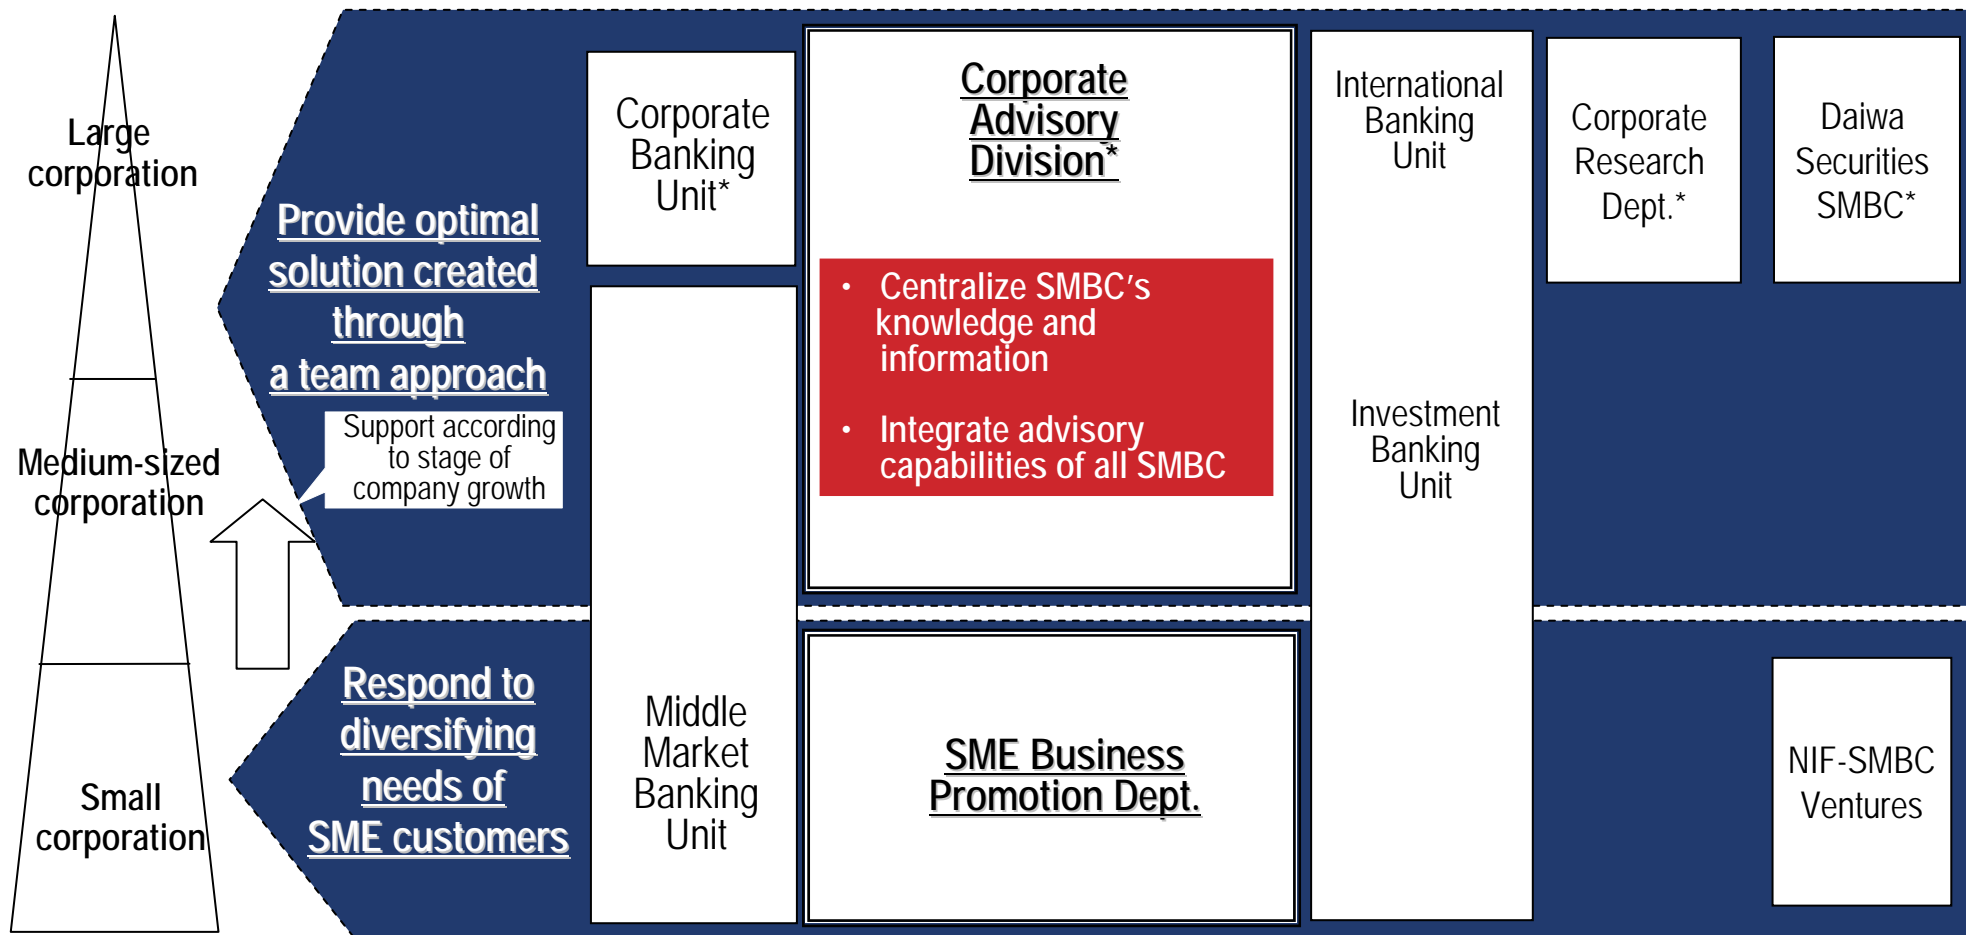 Large
corporation
Medium-sized
corporation
Small
corporation
Provide optimal
solution created
through
a team approach
Support according
to stage of
company growth
Respond to
diversifying
needs of
SME customers
Corporate
Banking
Unit*
Middle
Market
Banking
Unit
Corporate
Advisory
Division*
• Centralize SMBC's
knowledge and
information
• Integrate advisory
capabilities of all SMBC
SME Business
Promotion Dept.
International
Banking
Unit
Investment
Banking
Unit
Corporate
Research
Dept.*
Daiwa
Securities
SMBC*
NIF-SMBC
Ventures